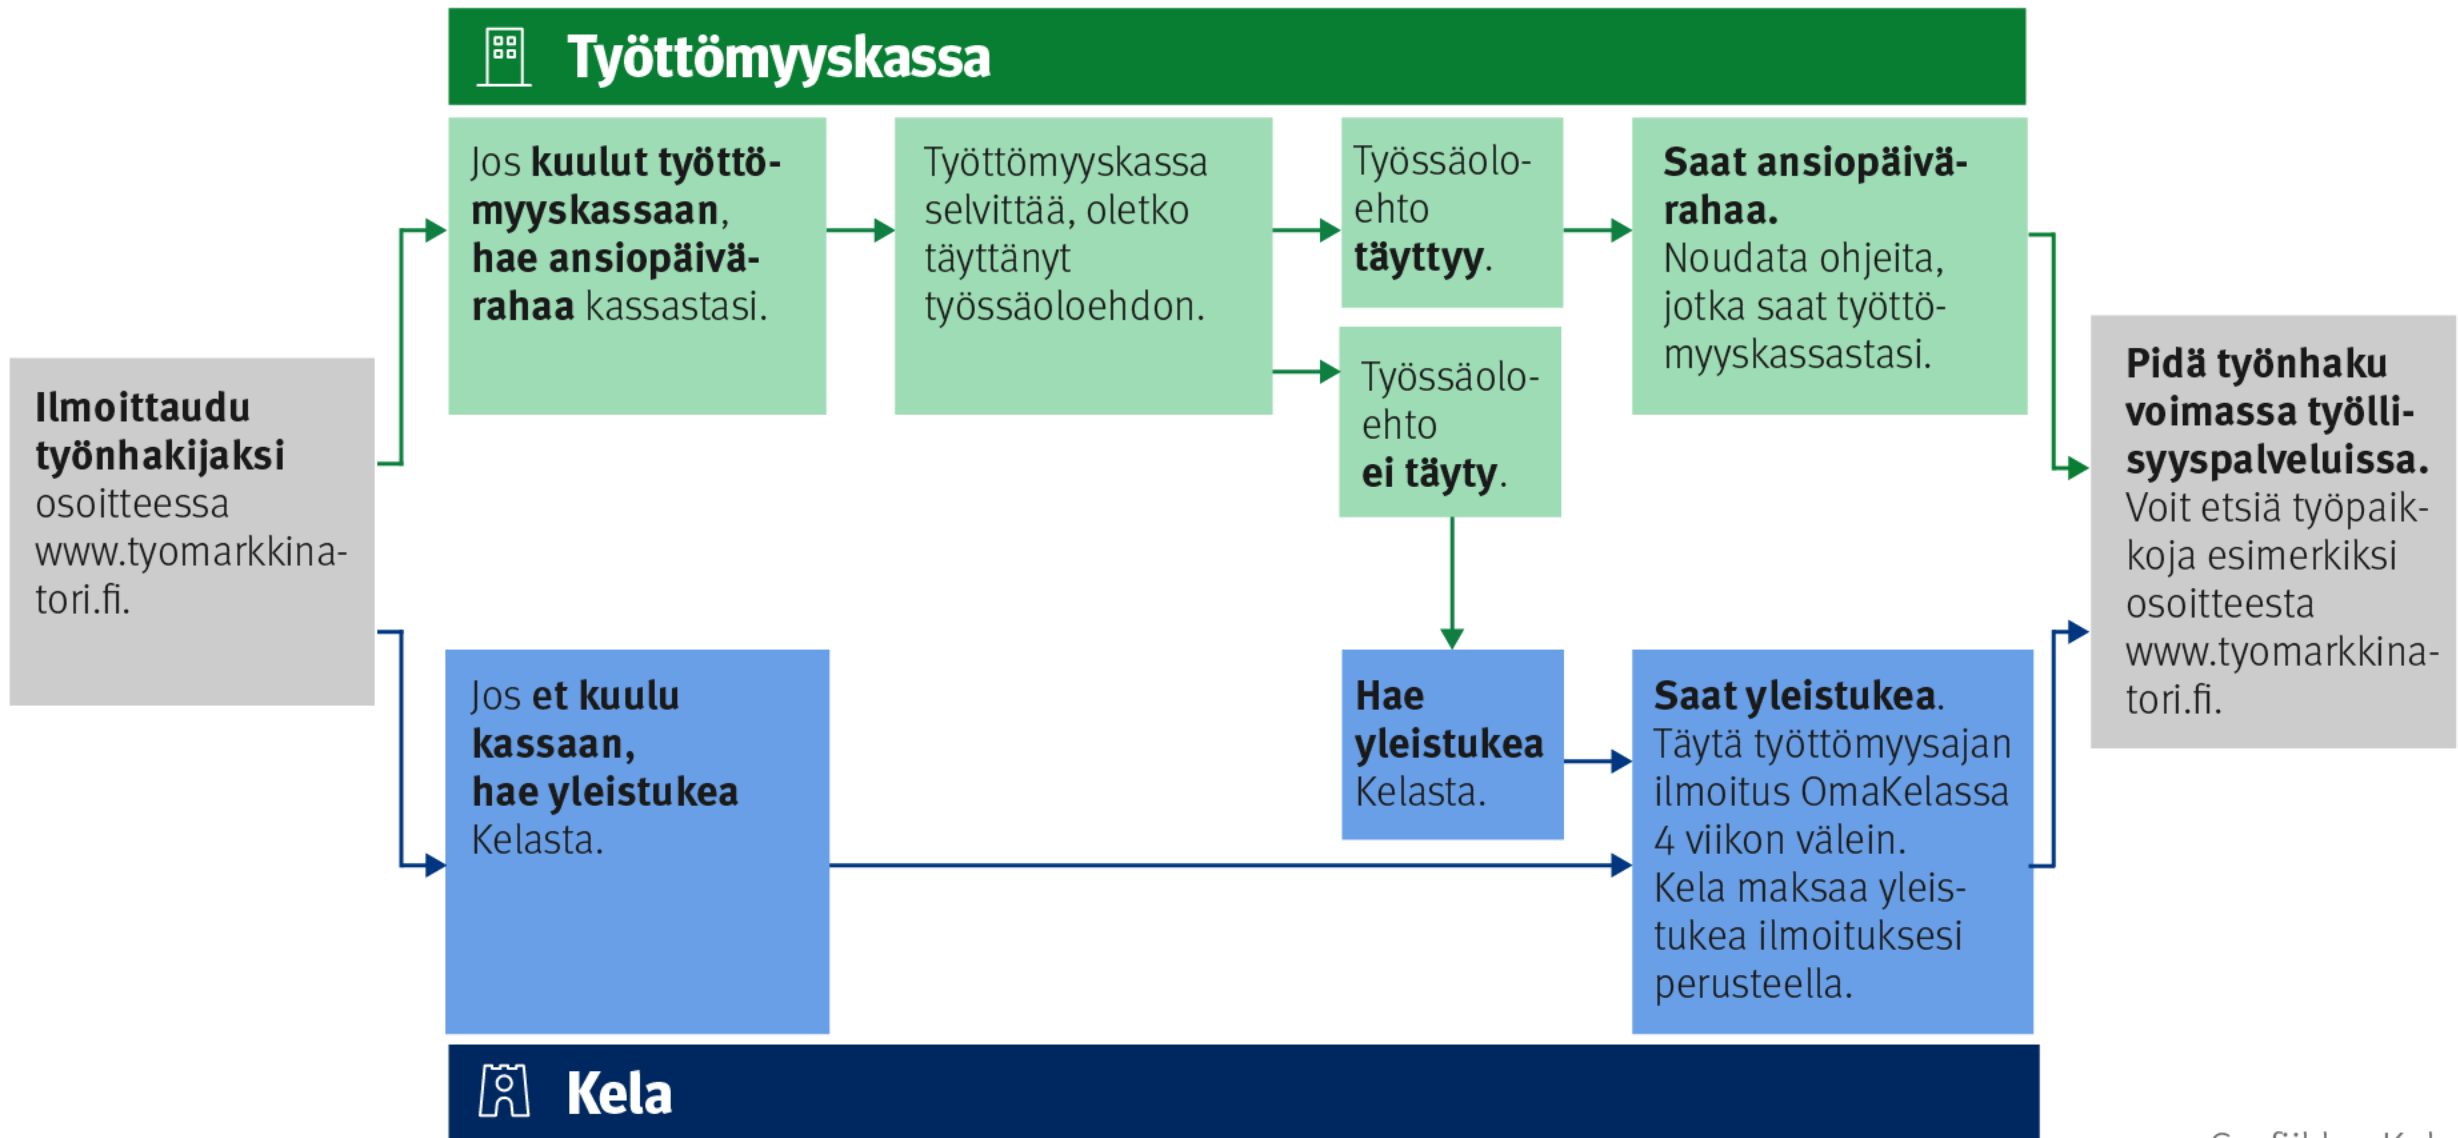 Työttömyyskassa
Ilmoittaudu
työnhakijaksi
osoitteessa
www.tyomarkkina-
tori.fi.
Jos kuulut työttö-
myyskassaan,
hae ansiopäivä-
rahaa kassastasi.
Työttömyyskassa
selvittää, oletko
täyttänyt
työssäoloehdon.
Työssäolo-
ehto
täyttyy.
Saat ansiopäivä-
rahaa.
Noudata ohjeita,
jotka saat työttö-
myyskassastasi.
Työssäolo-
ehto
ei täyty.
Jos et kuulu
kassaan,
hae yleistukea
Kelasta.
Hae
yleistukea
Kelasta.
Saat yleistukea.
Täytä työttömyysajan
ilmoitus OmaKelassa
4 viikon välein.
Kela maksaa yleis-
tukea ilmoituksesi
perusteella.
Pidä työnhaku
voimassa työlli-
syyspalveluissa.
Voit etsiä työpaik-
koja esimerkiksi
osoitteesta
www.tyomarkkina-
tori.fi.
Kela